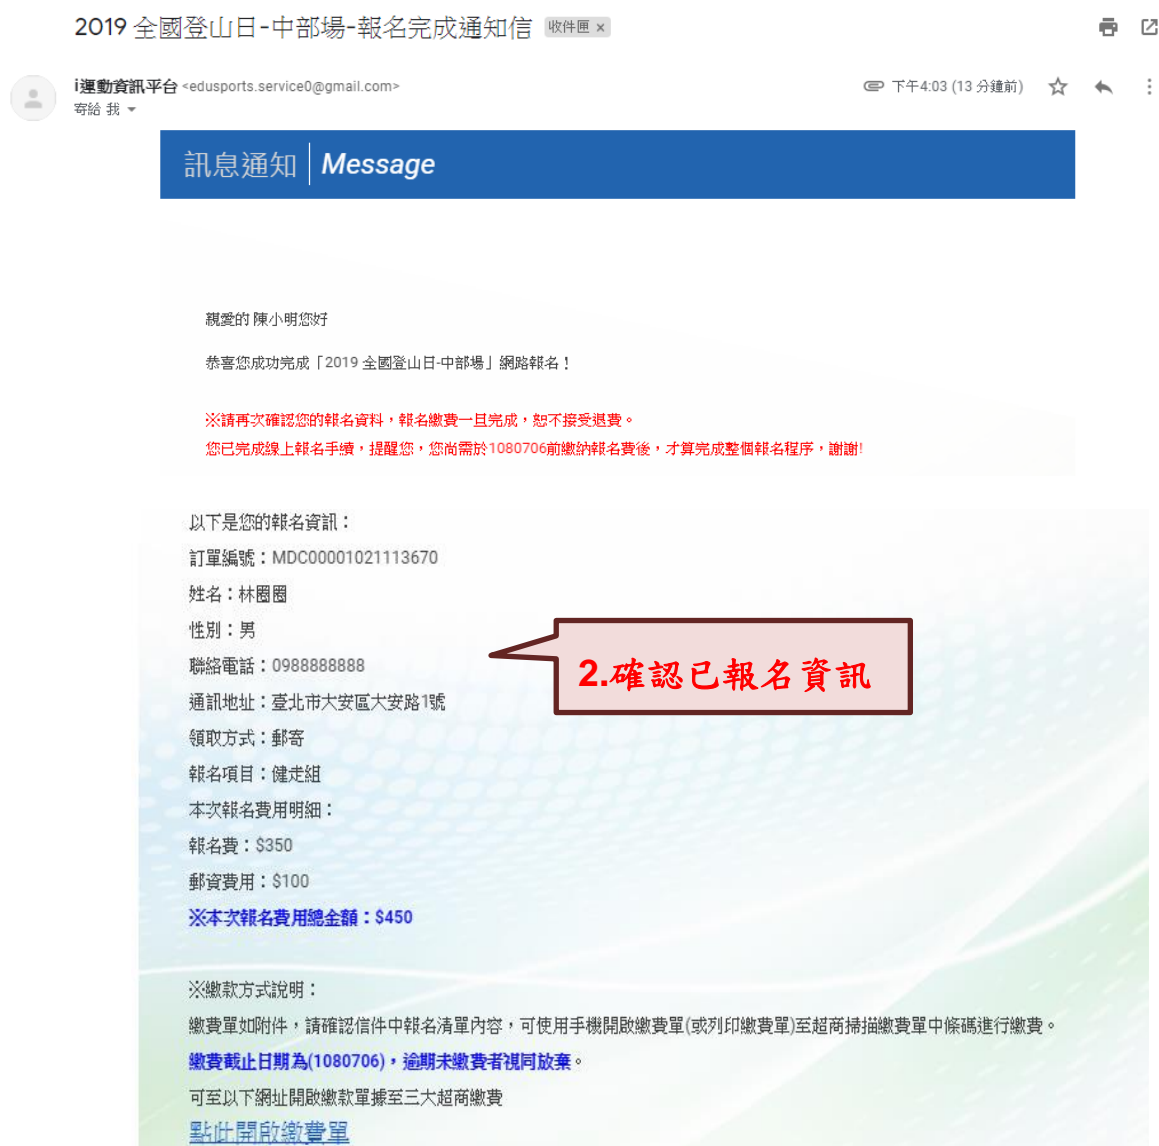 2019 全國登山日-中部場-報名完成通知信 收件匣 ×
i運動資訊平台 <edusports.service0@gmail.com> 下午4:03 (13 分鐘前)
寄給 我
訊息通知 | Message
親愛的 陳小明您好
恭喜您成功完成「2019 全國登山日-中部場」網路報名！
※請再次確認您的報名資料，報名繳費一旦完成，恕不接受退費。
您已完成線上報名手續，提醒您，您尚需於1080706前繳納報名費後，才算完成整個報名程序，謝謝!
以下是您的報名資訊：
訂單編號：MDC00001021113670
姓名：林圈圈
性別：男
聯絡電話：0988888888
2.確認已報名資訊
通訊地址：臺北市大安區大安路1號
領取方式：郵寄
報名項目：健走組
本次報名費用明細：
報名費：$350
郵資費用：$100
※本次報名費用總金額：$450
※繳款方式說明：
繳費單如附件，請確認信件中報名清單內容，可使用手機開啟繳費單(或列印繳費單)至超商掃描繳費單中條碼進行繳費。
繳費截止日期為(1080706)，逾期未繳費者視同放棄。
可至以下網址開啟繳款單據至三大超商繳費
點此開啟繳費單